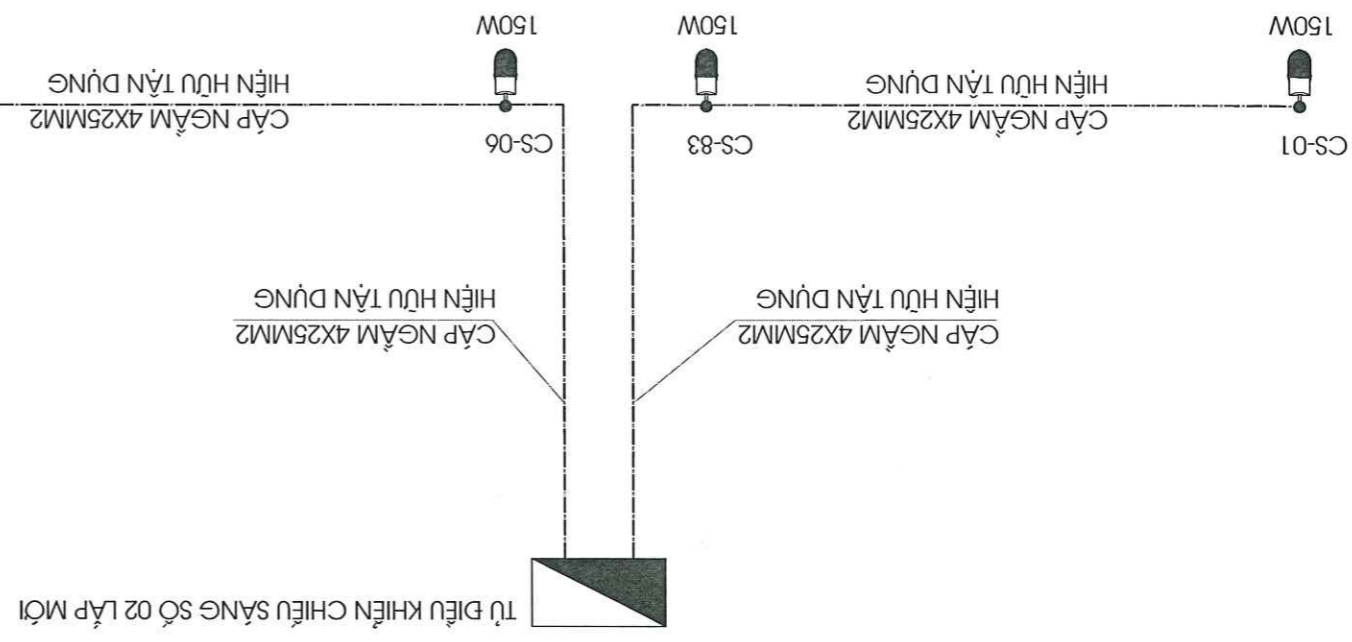 TỦ ĐIỀU KHIỂN CHIẾU SÁNG SỐ 02 LẮP MỚI
CÁP NGẦM 4X25MM2
HIỆN HỮU TẬN DỤNG
CÁP NGẦM 4X25MM2
HIỆN HỮU TẬN DỤNG
CS-01
CÁP NGẦM 4X25MM2
HIỆN HỮU TẬN DỤNG
150W
CS-83
150W
CS-06
150W
CÁP NGẦM 4X25MM2
HIỆN HỮU TẬN DỤNG